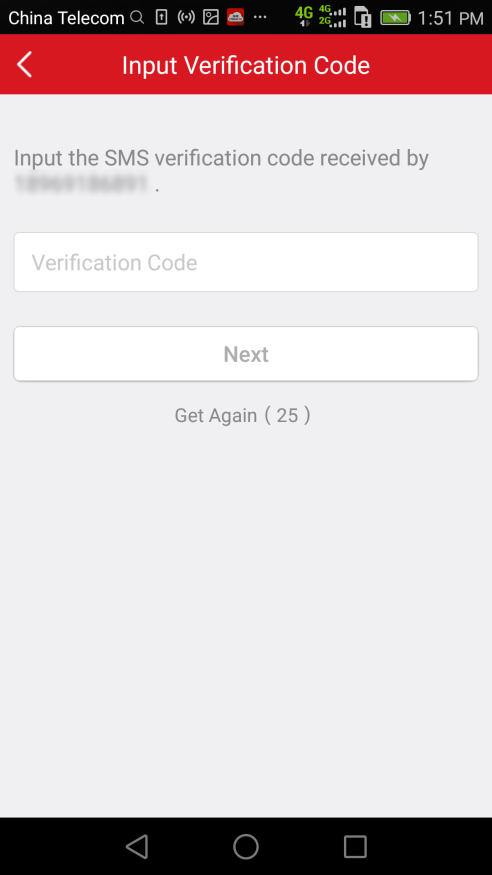 China Telecom
4G 4G 2G 1:51 PM
Input Verification Code
Input the SMS verification code received by
.
Verification Code
Next
Get Again ( 25 )